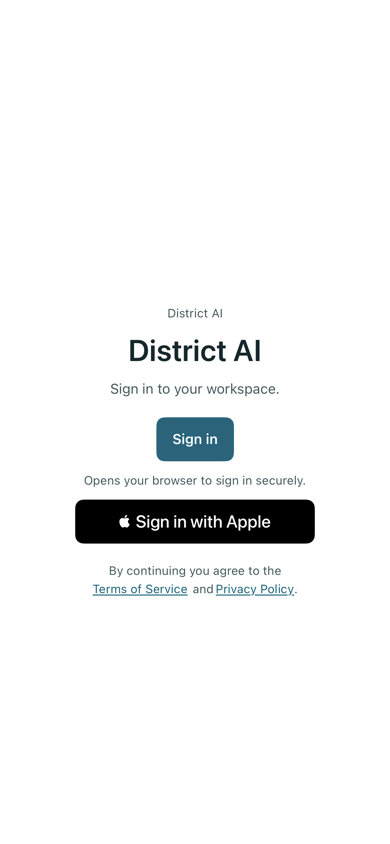 District AI
District AI
Sign in to your workspace.
Sign in
Opens your browser to sign in securely.
Sign in with Apple
By continuing you agree to the
Terms of Service and Privacy Policy.